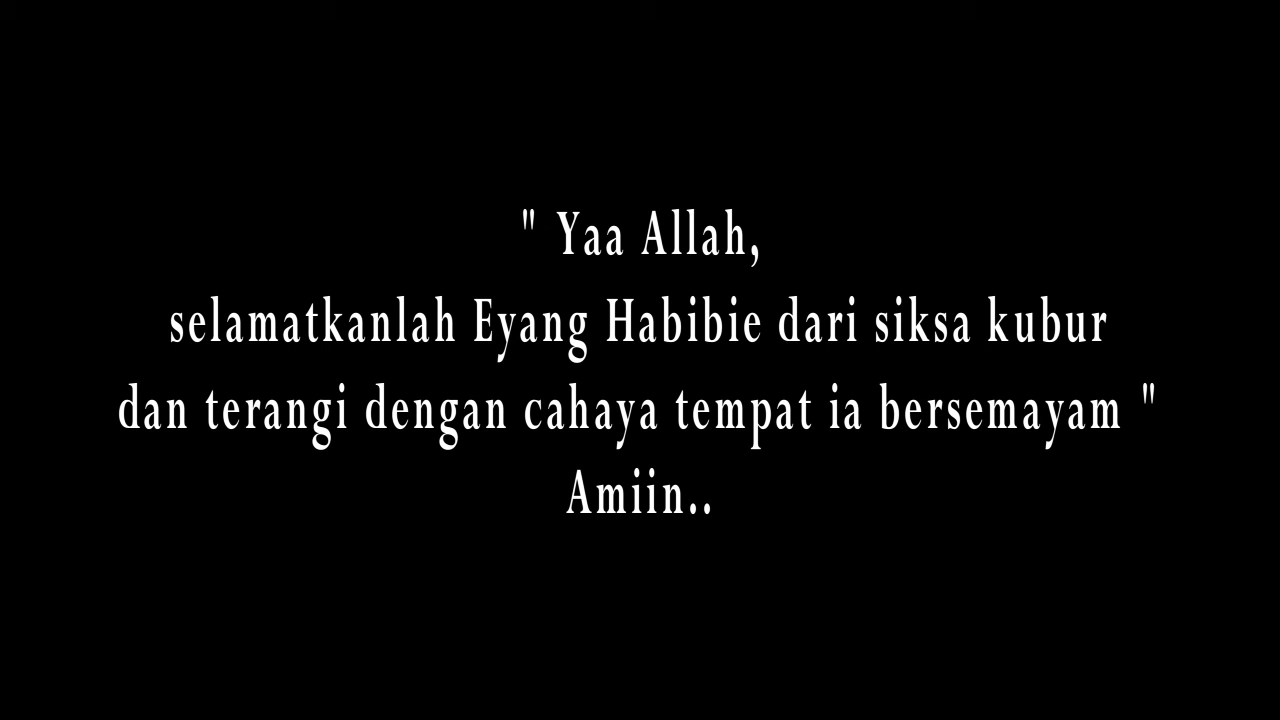 " Yaa Allah,
selamatkanlah Eyang Habibie dari siksa kubur
dan terangi dengan cahaya tempat ia bersemayam "
Amiin..